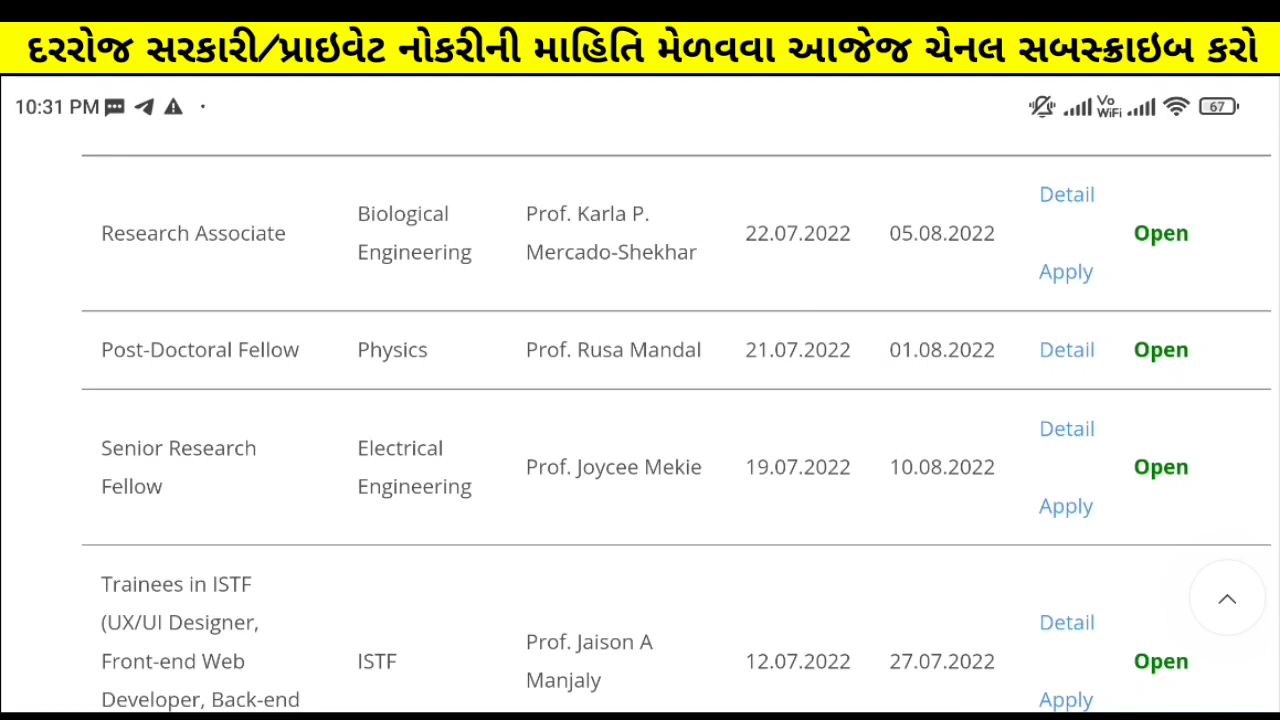 દરરોજ સરકારી/પ્રાઇવેટ નોકરીની માહિતિ મેળવવા આજેજ ચેનલ સબસ્ક્રાઇબ કરો
10:31 PM
Vo WiFi 67
Detail
Research Associate Biological Engineering Prof. Karla P. Mercado-Shekhar 22.07.2022 05.08.2022 Open
Apply
Post-Doctoral Fellow Physics Prof. Rusa Mandal 21.07.2022 01.08.2022 Detail Open
Detail
Senior Research Fellow Electrical Engineering Prof. Joycee Mekie 19.07.2022 10.08.2022 Open
Apply
Trainees in ISTF
(UX/UI Designer, Detail
Front-end Web ISTF Prof. Jaison A Manjaly 12.07.2022 27.07.2022 Open
Developer, Back-end Apply